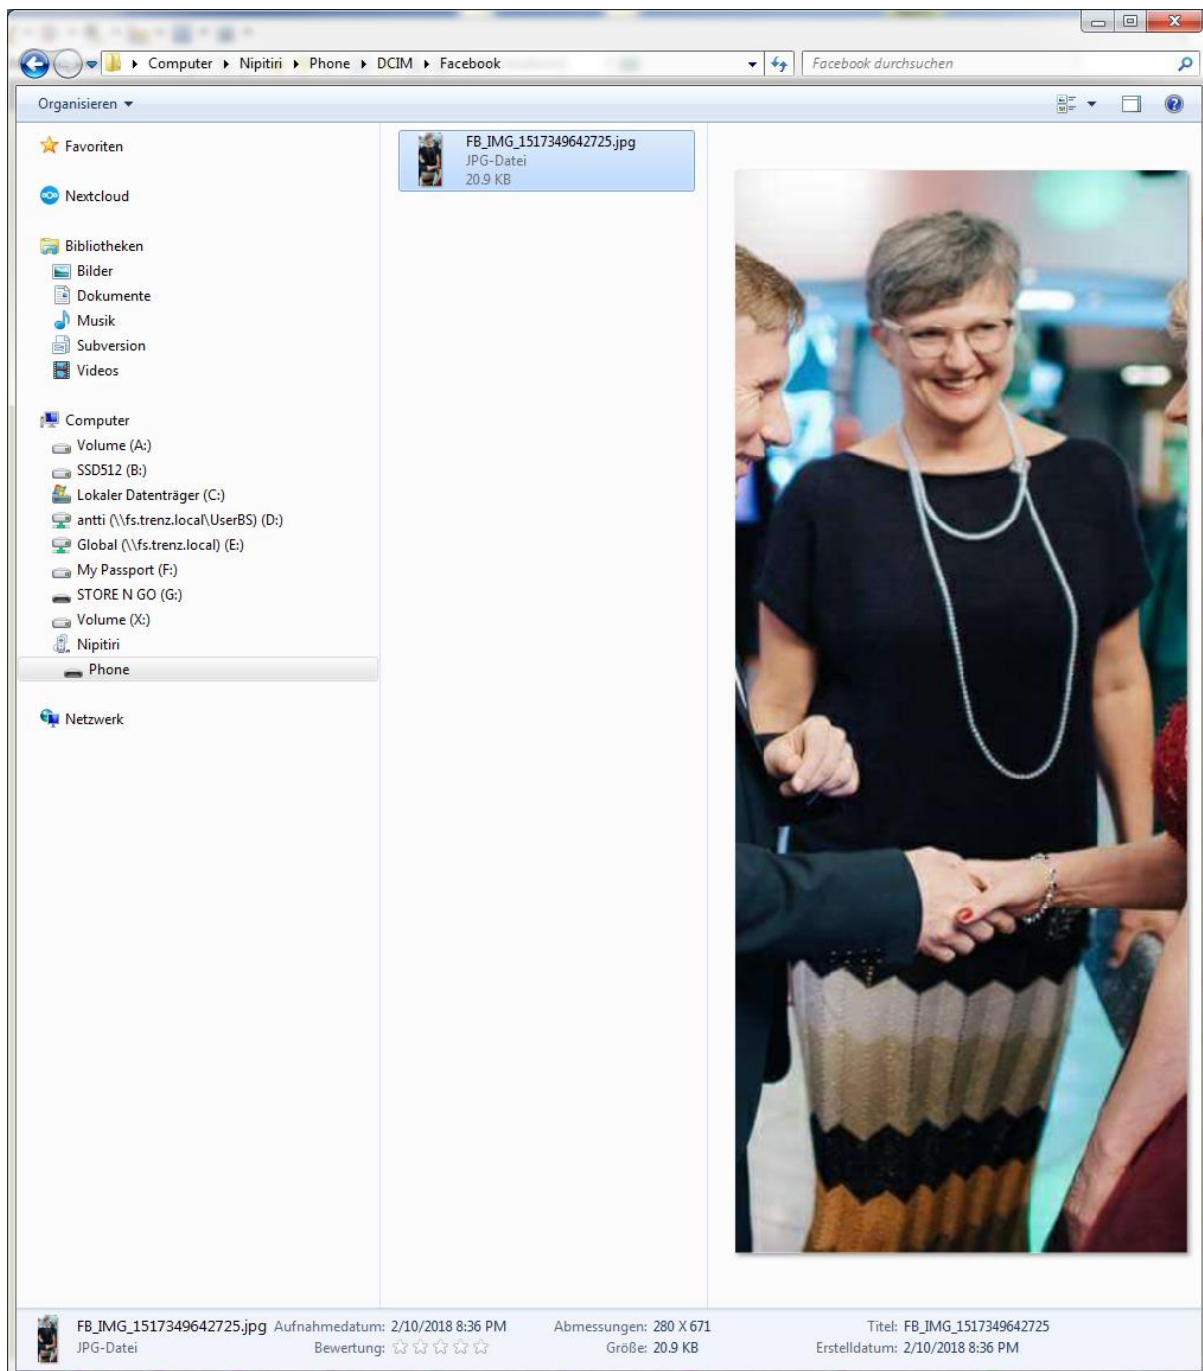 Computer ▸ Nipitiri ▸ Phone ▸ DCIM ▸ Facebook
Facebook durchsuchen
Organisieren
Favoriten
Nextcloud
Bibliotheken
Bilder
Dokumente
Musik
Subversion
Videos
Computer
Volume (A:)
SSD512 (B:)
Lokaler Datenträger (C:)
antti (\\fs.trenz.local\UserBS) (D:)
Global (\\fs.trenz.local) (E:)
My Passport (F:)
STORE N GO (G:)
Volume (X:)
Nipitiri
Phone
Netzwerk
FB_IMG_1517349642725.jpg
JPG-Datei
20.9 KB
FB_IMG_1517349642725.jpg Aufnahmedatum: 2/10/2018 8:36 PM Abmessungen: 280 X 671 Titel: FB_IMG_1517349642725
JPG-Datei Bewertung: Größe: 20.9 KB Erstelldatum: 2/10/2018 8:36 PM